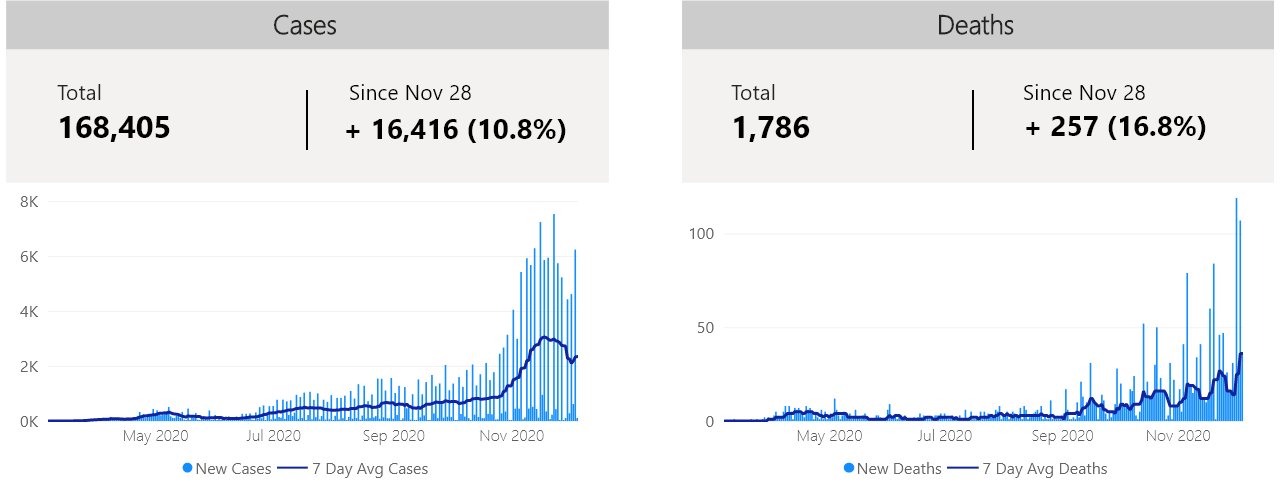 Cases
Total
168,405
Since Nov 28
+ 16,416 (10.8%)
8K
6K
4K
2K
0K
May 2020 Jul 2020 Sep 2020 Nov 2020
New Cases 7 Day Avg Cases
Deaths
Total
1,786
Since Nov 28
+ 257 (16.8%)
100
50
0
May 2020 Jul 2020 Sep 2020 Nov 2020
New Deaths 7 Day Avg Deaths